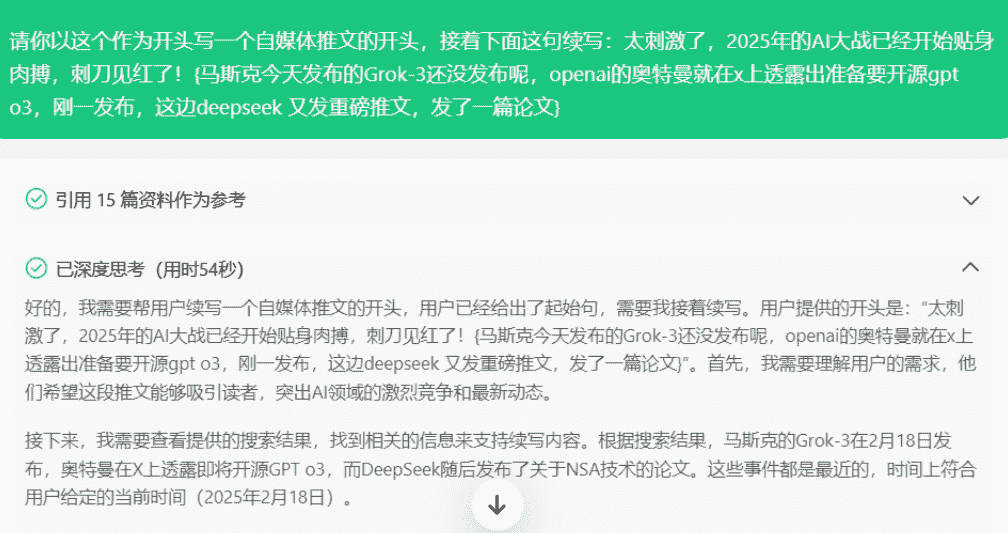 请你以这个作为开头写一个自媒体推文的开头，接着下面这句续写：太刺激了，2025年的AI大战已经开始贴身
肉搏，刺刀见红了！{马斯克今天发布的Grok-3还没发布呢，openai的奥特曼就在x上透露出准备要开源gpt
o3，刚一发布，这边deepseek 又发重磅推文，发了一篇论文}
引用 15 篇资料作为参考
已深度思考（用时54秒）
好的，我需要帮用户续写一个自媒体推文的开头，用户已经给出了起始句，需要我接着续写。用户提供的开头是：“太刺
激了，2025年的AI大战已经开始贴身肉搏，刺刀见红了！{马斯克今天发布的Grok-3还没发布呢，openai的奥特曼就在x上
透露出准备要开源gpt o3，刚一发布，这边deepseek 又发重磅推文，发了一篇论文}”。首先，我需要理解用户的需求，他
们希望这段推文能够吸引读者，突出AI领域的激烈竞争和最新动态。
接下来，我需要查看提供的搜索结果，找到相关的信息来支持续写内容。根据搜索结果，马斯克的Grok-3在2月18日发
布，奥特曼在X上透露即将开源GPT o3，而DeepSeek随后发布了关于NSA技术的论文。这些事件都是最近的，时间上符合
用户给定的当前时间（2025年2月18日）。